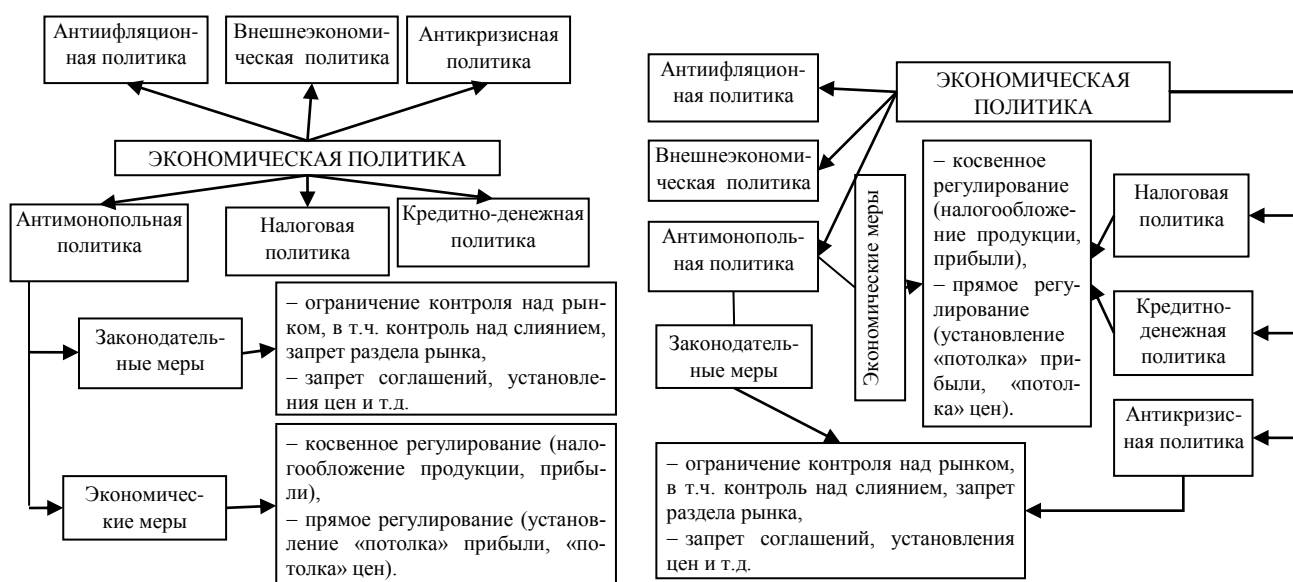 Антиифляцион-
ная политика
Внешнеэкономи-
ческая политика
Антикризисная
политика
ЭКОНОМИЧЕСКАЯ ПОЛИТИКА
Антимонопольная
политика
Налоговая
политика
Кредитно-денежная
политика
Законодатель-
ные меры
– ограничение контроля над рын-
ком, в т.ч. контроль над слиянием,
запрет раздела рынка,
– запрет соглашений, установле-
ния цен и т.д.
Экономичес-
кие меры
– косвенное регулирование (нало-
гообложение продукции, прибы-
ли),
– прямое регулирование (установ-
ление «потолка» прибыли, «по-
толка» цен).
Антиифляцион-
ная политика
ЭКОНОМИЧЕСКАЯ
ПОЛИТИКА
Внешнеэкономи-
ческая политика
Антимонополь-
ная политика
Законодатель-
ные меры
Экономические меры
– косвенное
регулирование
(налогообложе-
ние продукции,
прибыли),
– прямое регу-
лирование
(установление
«потолка» при-
были, «потол-
ка» цен).
Налоговая
политика
Кредитно-
денежная
политика
Антикризис-
ная политика
– ограничение контроля над рынком,
в т.ч. контроль над слиянием, запрет
раздела рынка,
– запрет соглашений, установления
цен и т.д.